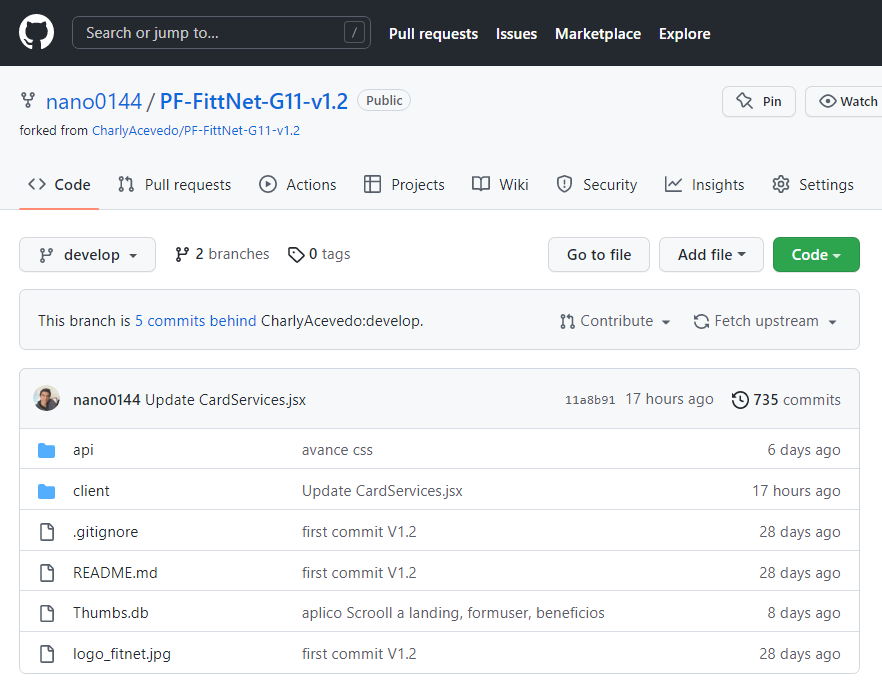 Search or jump to... / Pull requests Issues Marketplace Explore
nano0144 / PF-FittNet-G11-v1.2 Public Pin Watch
forked from CharlyAcevedo/PF-FittNet-G11-v1.2
Code Pull requests Actions Projects Wiki Security Insights Settings
develop 2 branches 0 tags Go to file Add file Code
This branch is 5 commits behind CharlyAcevedo:develop. Contribute Fetch upstream
nano0144 Update CardServices.jsx 11a8b91 17 hours ago 735 commits
api avance css 6 days ago
client Update CardServices.jsx 17 hours ago
.gitignore first commit V1.2 28 days ago
README.md first commit V1.2 28 days ago
Thumbs.db aplico Scrooll a landing, formuser, beneficios 8 days ago
logo_fitnet.jpg first commit V1.2 28 days ago